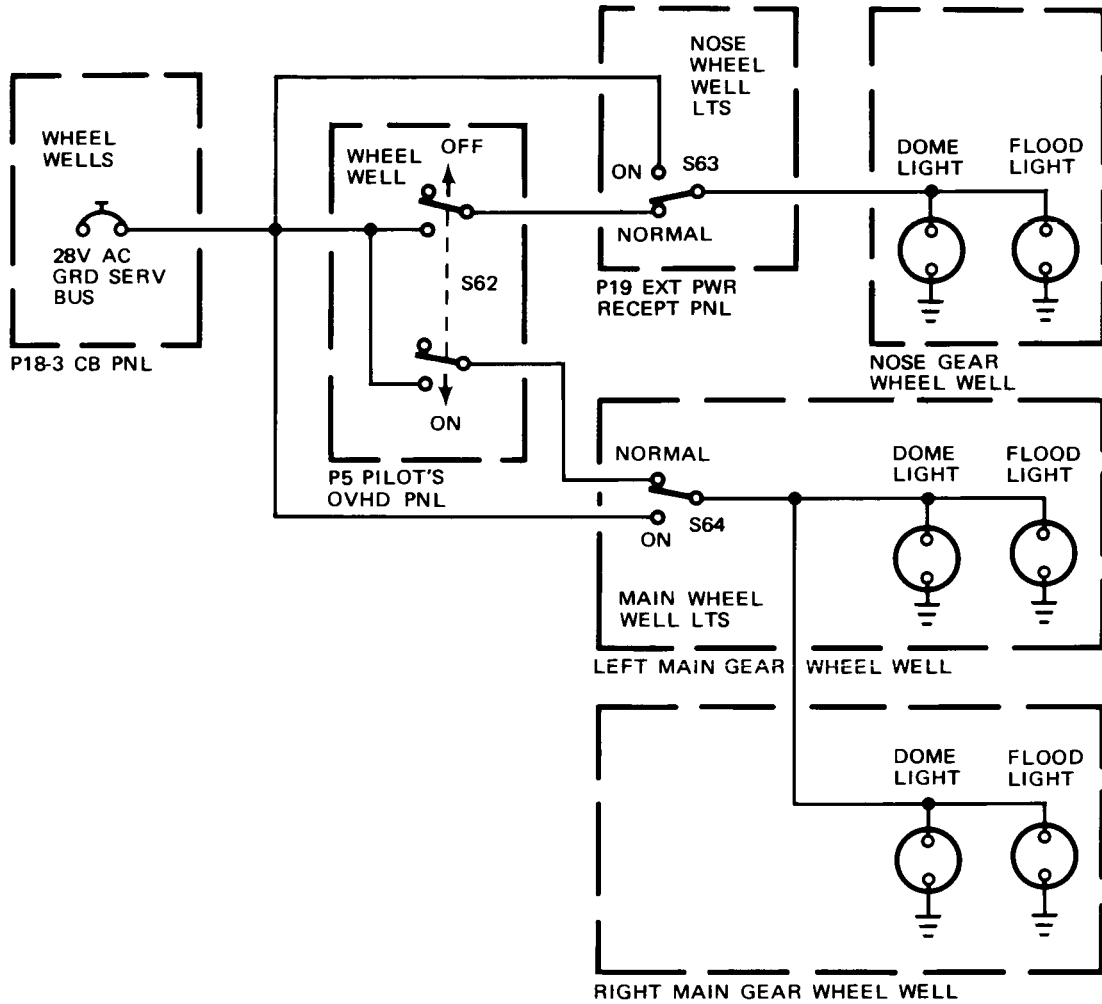 WHEEL
WELLS
28V AC
GRD SERV
BUS
P18-3 CB PNL
WHEEL
WELL
OFF
S62
ON
P5 PILOT'S
OVHD PNL
NOSE
WHEEL
WELL
LTS
ON
S63
NORMAL
P19 EXT PWR
RECEPT PNL
DOME
LIGHT
FLOOD
LIGHT
NOSE GEAR
WHEEL WELL
NORMAL
S64
ON
MAIN WHEEL
WELL LTS
DOME
LIGHT
FLOOD
LIGHT
LEFT MAIN GEAR WHEEL WELL
DOME
LIGHT
FLOOD
LIGHT
RIGHT MAIN GEAR WHEEL WELL